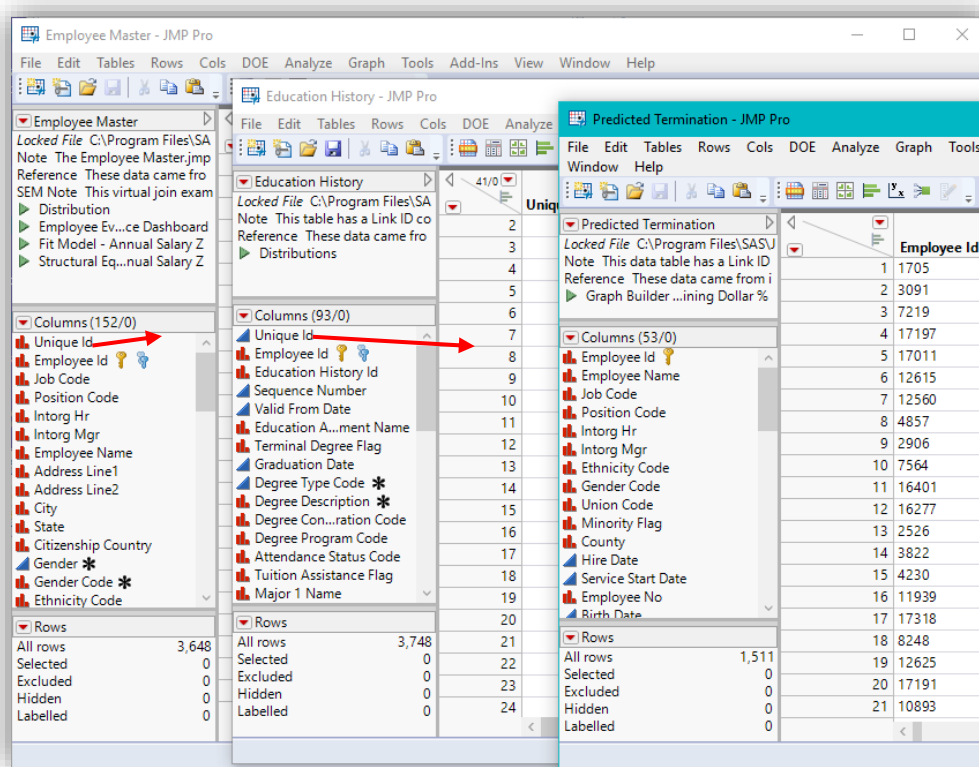 Employee Master - JMP Pro
File Edit Tables Rows Cols DOE Analyze Graph Tools Add-Ins View Window Help
Employee Master
Locked File C:\Program Files\SA
Note The Employee Master.jmp
Reference These data came fro
SEM Note This virtual join exam
Distribution
Employee Ev...ce Dashboard
Fit Model - Annual Salary Z
Structural Eq...nual Salary Z
Columns (152/0)
Unique Id
Employee Id
Job Code
Position Code
Intorg Hr
Intorg Mgr
Employee Name
Address Line1
Address Line2
City
State
Citizenship Country
Gender
Gender Code
Ethnicity Code
Rows
All rows 3,648
Selected 0
Excluded 0
Hidden 0
Labelled 0
Education History - JMP Pro
File Edit Tables Rows Cols DOE Analyze
Education History
Locked File C:\Program Files\SA
Note This table has a Link ID co
Reference These data came fro
Distributions
Columns (93/0)
Unique Id
Employee Id
Education History Id
Sequence Number
Valid From Date
Education A...ment Name
Terminal Degree Flag
Graduation Date
Degree Type Code
Degree Description
Degree Con...ration Code
Degree Program Code
Attendance Status Code
Tuition Assistance Flag
Major 1 Name
Rows
All rows 3,748
Selected 0
Excluded 0
Hidden 0
Labelled 0
41/0
Uniqu
2
3
4
5
6
7
8
9
10
11
12
13
14
15
16
17
18
19
20
21
22
23
24
Predicted Termination - JMP Pro
File Edit Tables Rows Cols DOE Analyze Graph Tools
Window Help
Predicted Termination
Locked File C:\Program Files\SAS\J
Note This data table has a Link ID
Reference These data came from i
Graph Builder ...ining Dollar %
Columns (53/0)
Employee Id
Employee Name
Job Code
Position Code
Intorg Hr
Intorg Mgr
Ethnicity Code
Gender Code
Union Code
Minority Flag
County
Hire Date
Service Start Date
Employee No
Birth Date
Rows
All rows 1,511
Selected 0
Excluded 0
Hidden 0
Labelled 0
Employee Id
1 1705
2 3091
3 7219
4 17197
5 17011
6 12615
7 12560
8 4857
9 2906
10 7564
11 16401
12 16277
13 2526
14 3822
15 4230
16 11939
17 17318
18 8248
19 12625
20 17191
21 10893